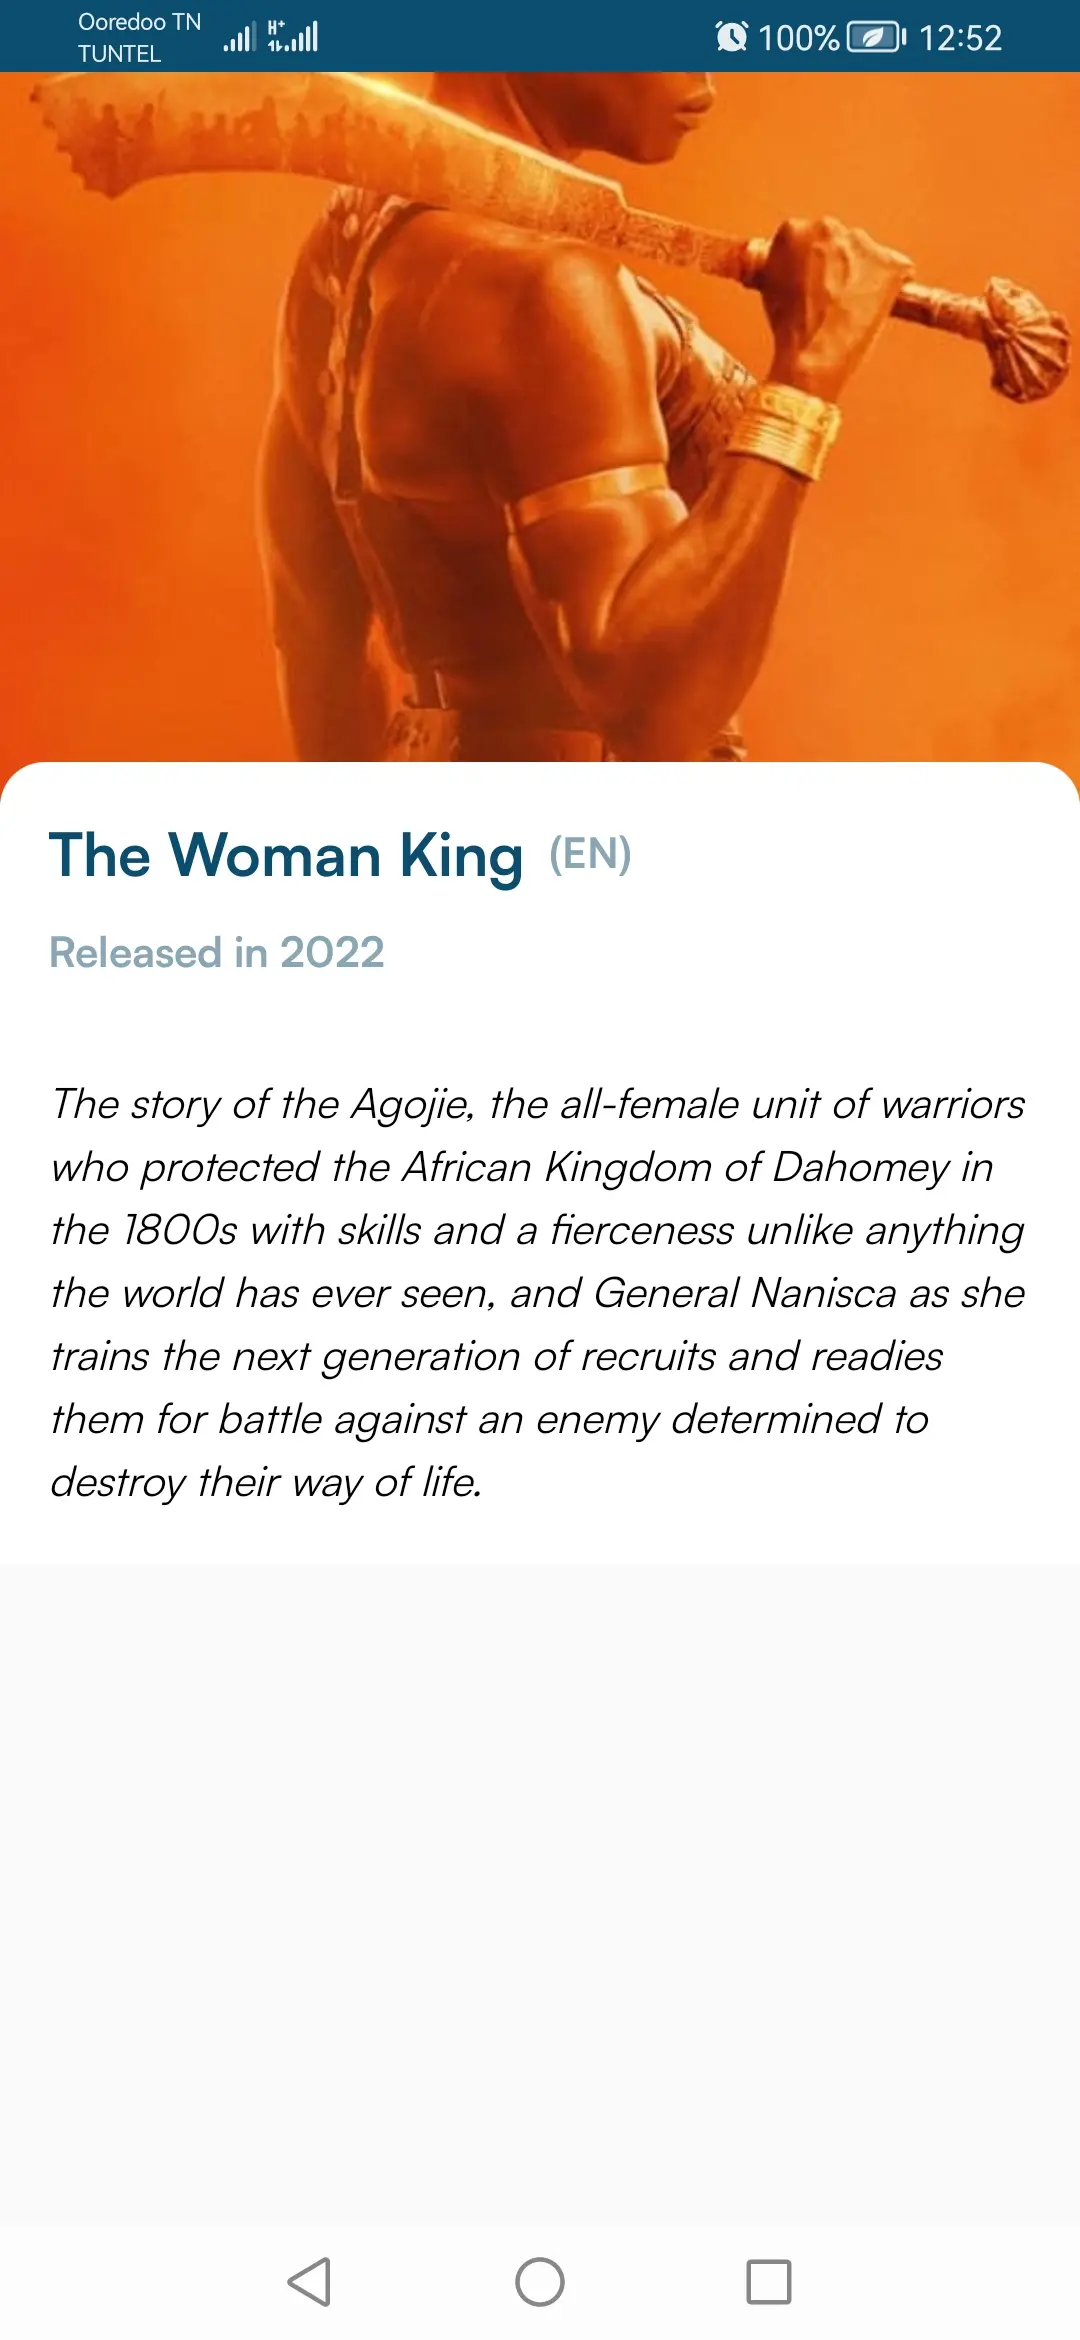 Ooredoo TN
TUNTEL
H+
100% 12:52
The Woman King (EN)
Released in 2022
The story of the Agojie, the all-female unit of warriors
who protected the African Kingdom of Dahomey in
the 1800s with skills and a fierceness unlike anything
the world has ever seen, and General Nanisca as she
trains the next generation of recruits and readies
them for battle against an enemy determined to
destroy their way of life.